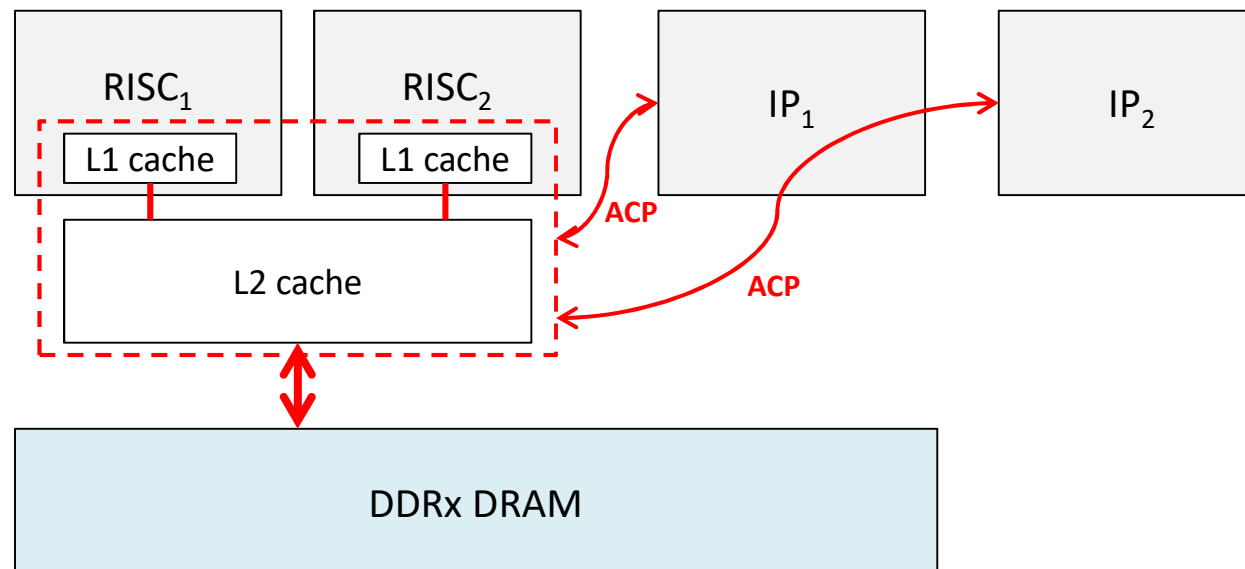 RISC₁
RISC₂
IP₁
IP₂
L1 cache
L1 cache
ACP
L2 cache
ACP
DDRx DRAM